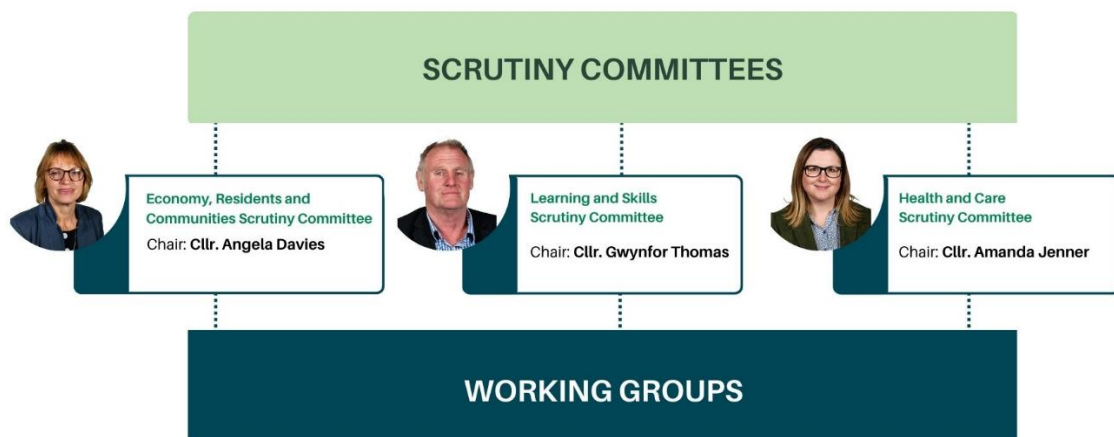 SCRUTINY COMMITTEES
Economy, Residents and
Communities Scrutiny Committee
Chair: Cllr. Angela Davies
Learning and Skills
Scrutiny Committee
Chair: Cllr. Gwynfor Thomas
Health and Care
Scrutiny Committee
Chair: Cllr. Amanda Jenner
WORKING GROUPS